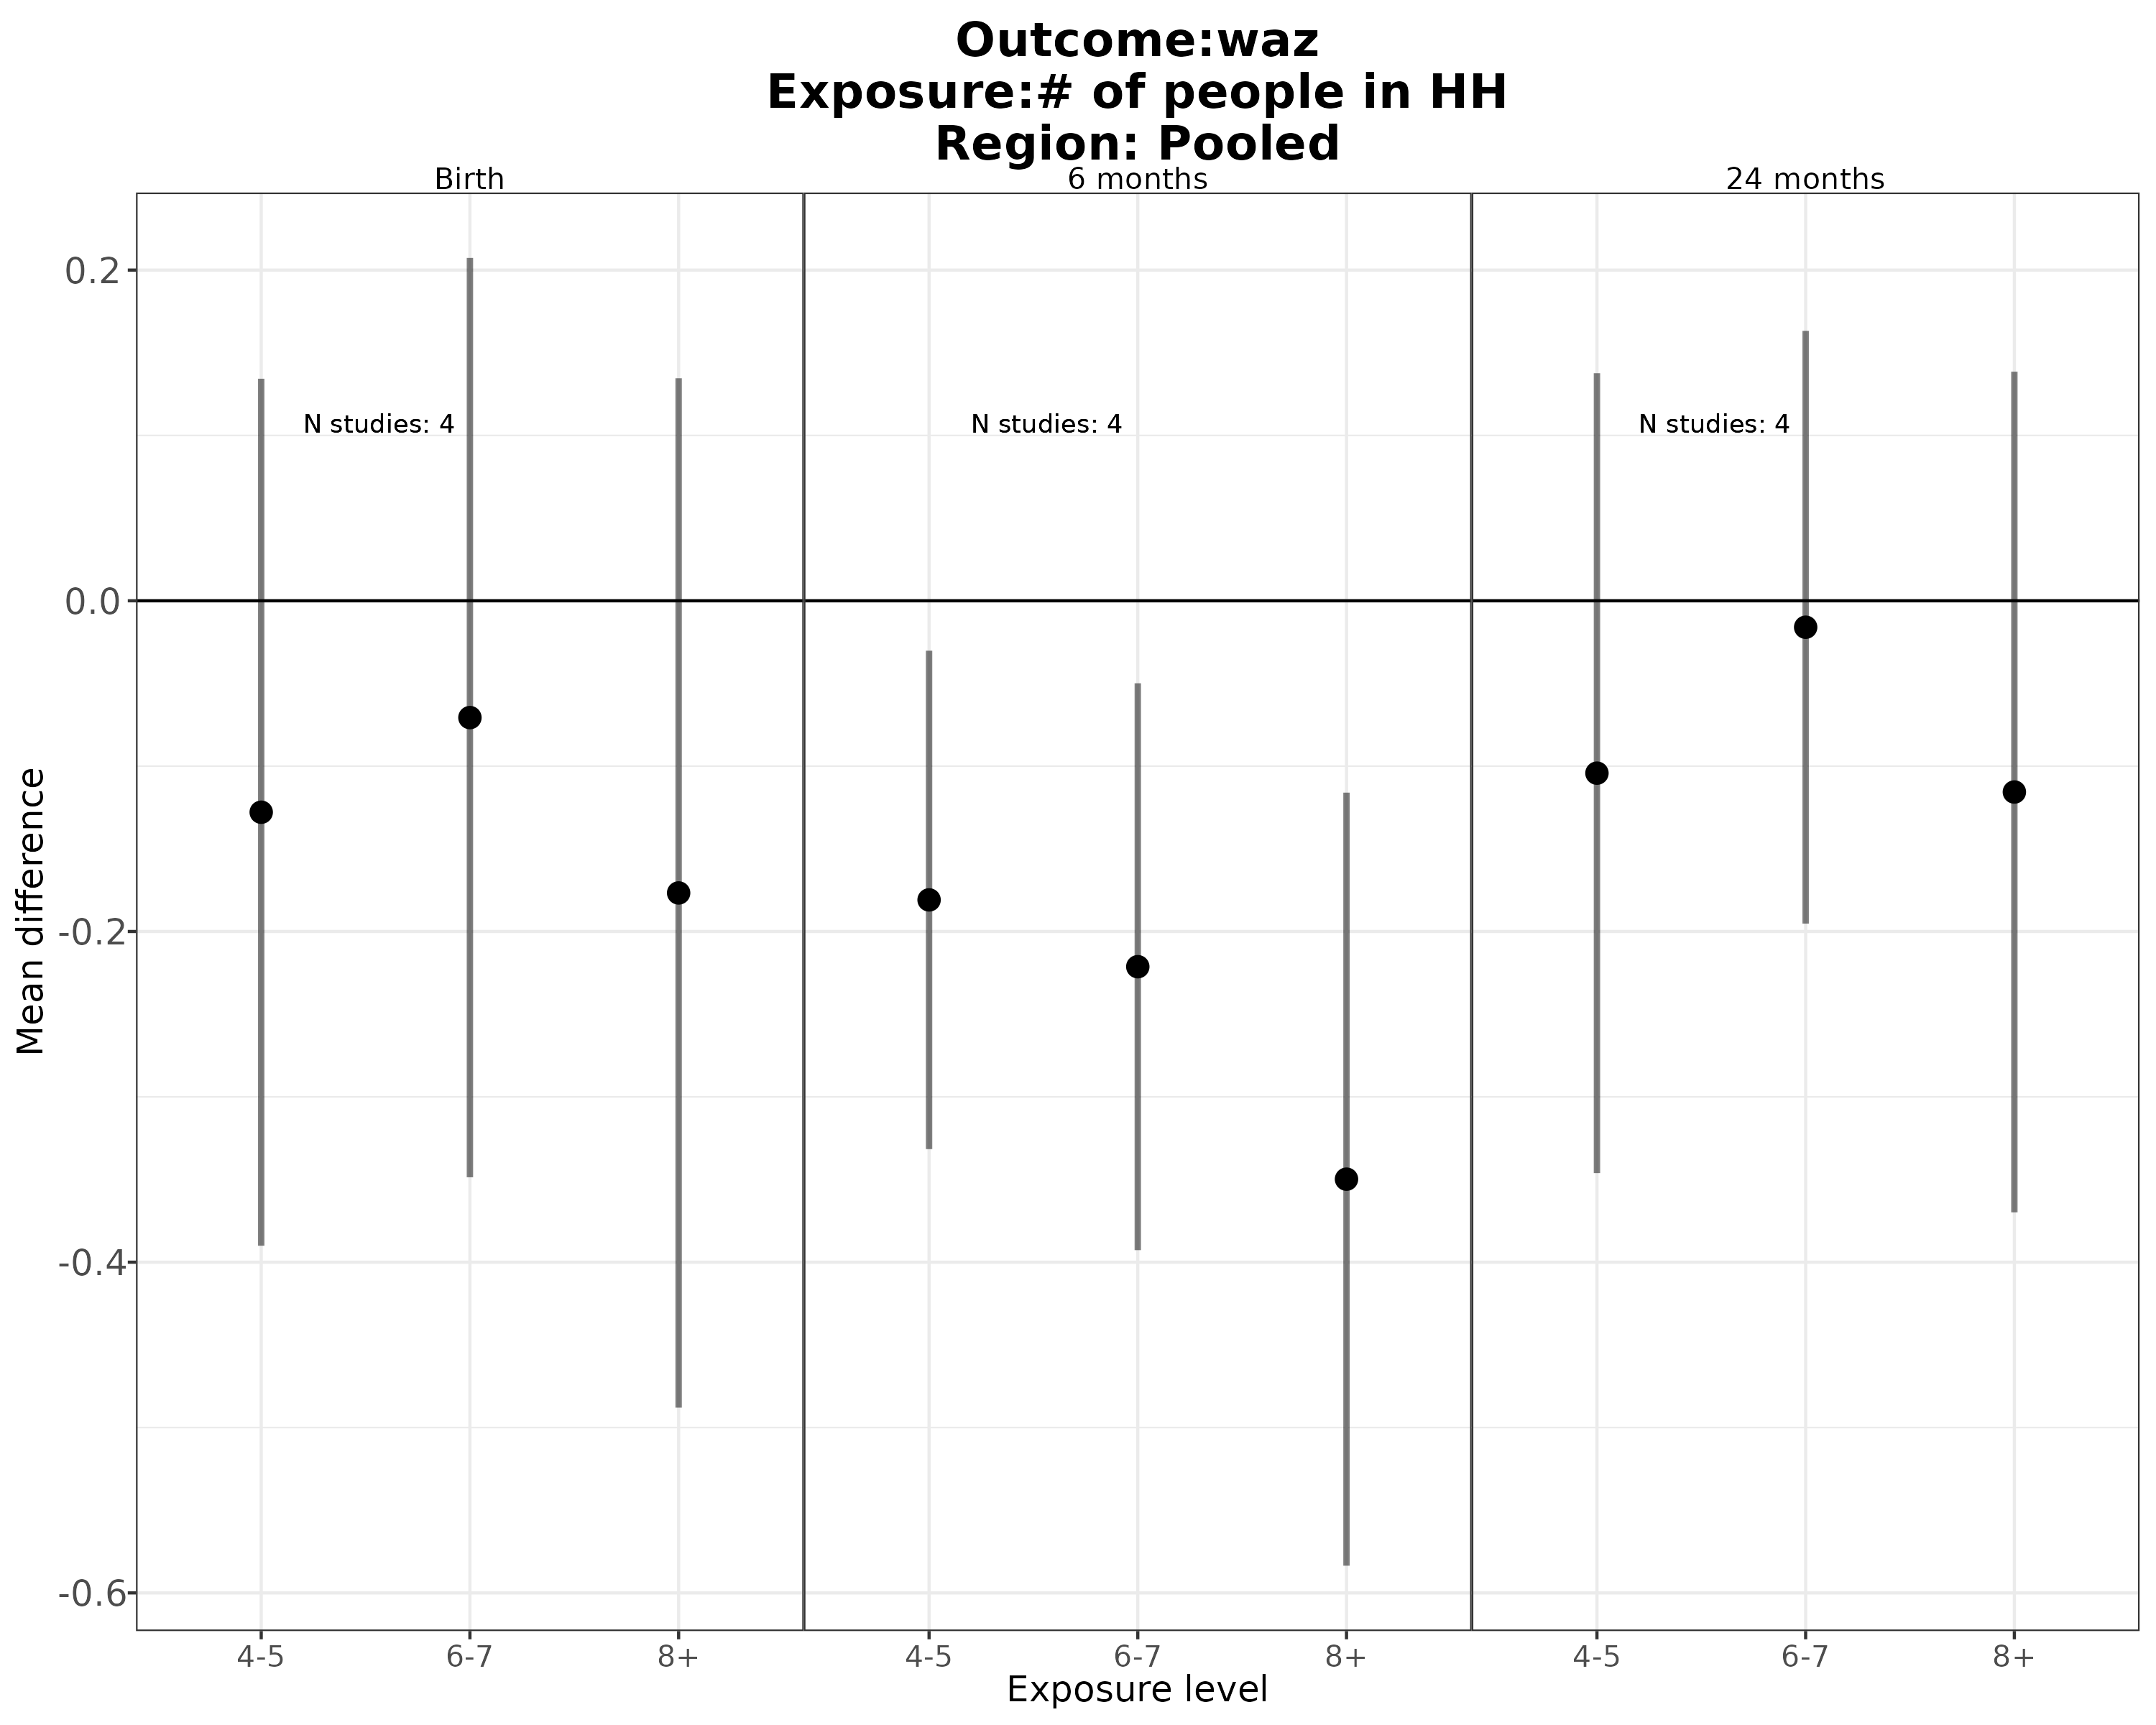 Outcome:waz
Exposure:# of people in HH
Region: Pooled
Birth
6 months
24 months
0.2
0.0
-0.2
-0.4
-0.6
Mean difference
N studies: 4
N studies: 4
N studies: 4
4-5
6-7
8+
4-5
6-7
8+
4-5
6-7
8+
Exposure level